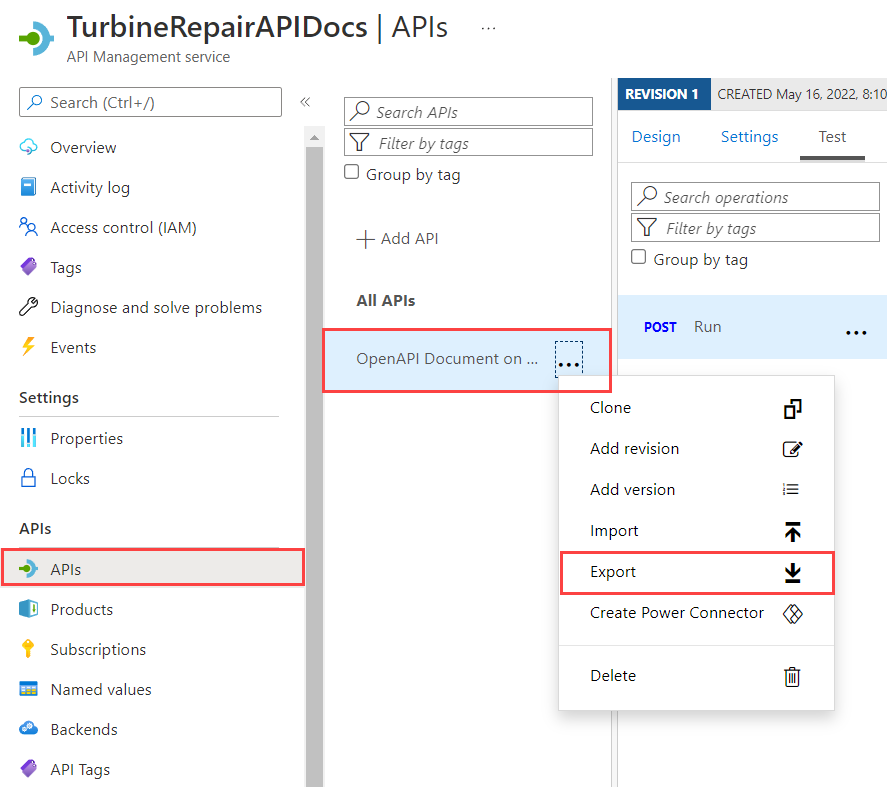 TurbineRepairAPIDocs | APIs ...
API Management service
Search (Ctrl+/)
«
Overview
Activity log
Access control (IAM)
Tags
Diagnose and solve problems
Events
Settings
Properties
Locks
APIs
APIs
Products
Subscriptions
Named values
Backends
API Tags
Search APIs
Filter by tags
Group by tag
+ Add API
All APIs
OpenAPI Document on ... ...
Clone
Add revision
Add version
Import
Export
Create Power Connector
Delete
REVISION 1 CREATED May 16, 2022, 8:10
Design Settings Test
Search operations
Filter by tags
Group by tag
POST Run ...